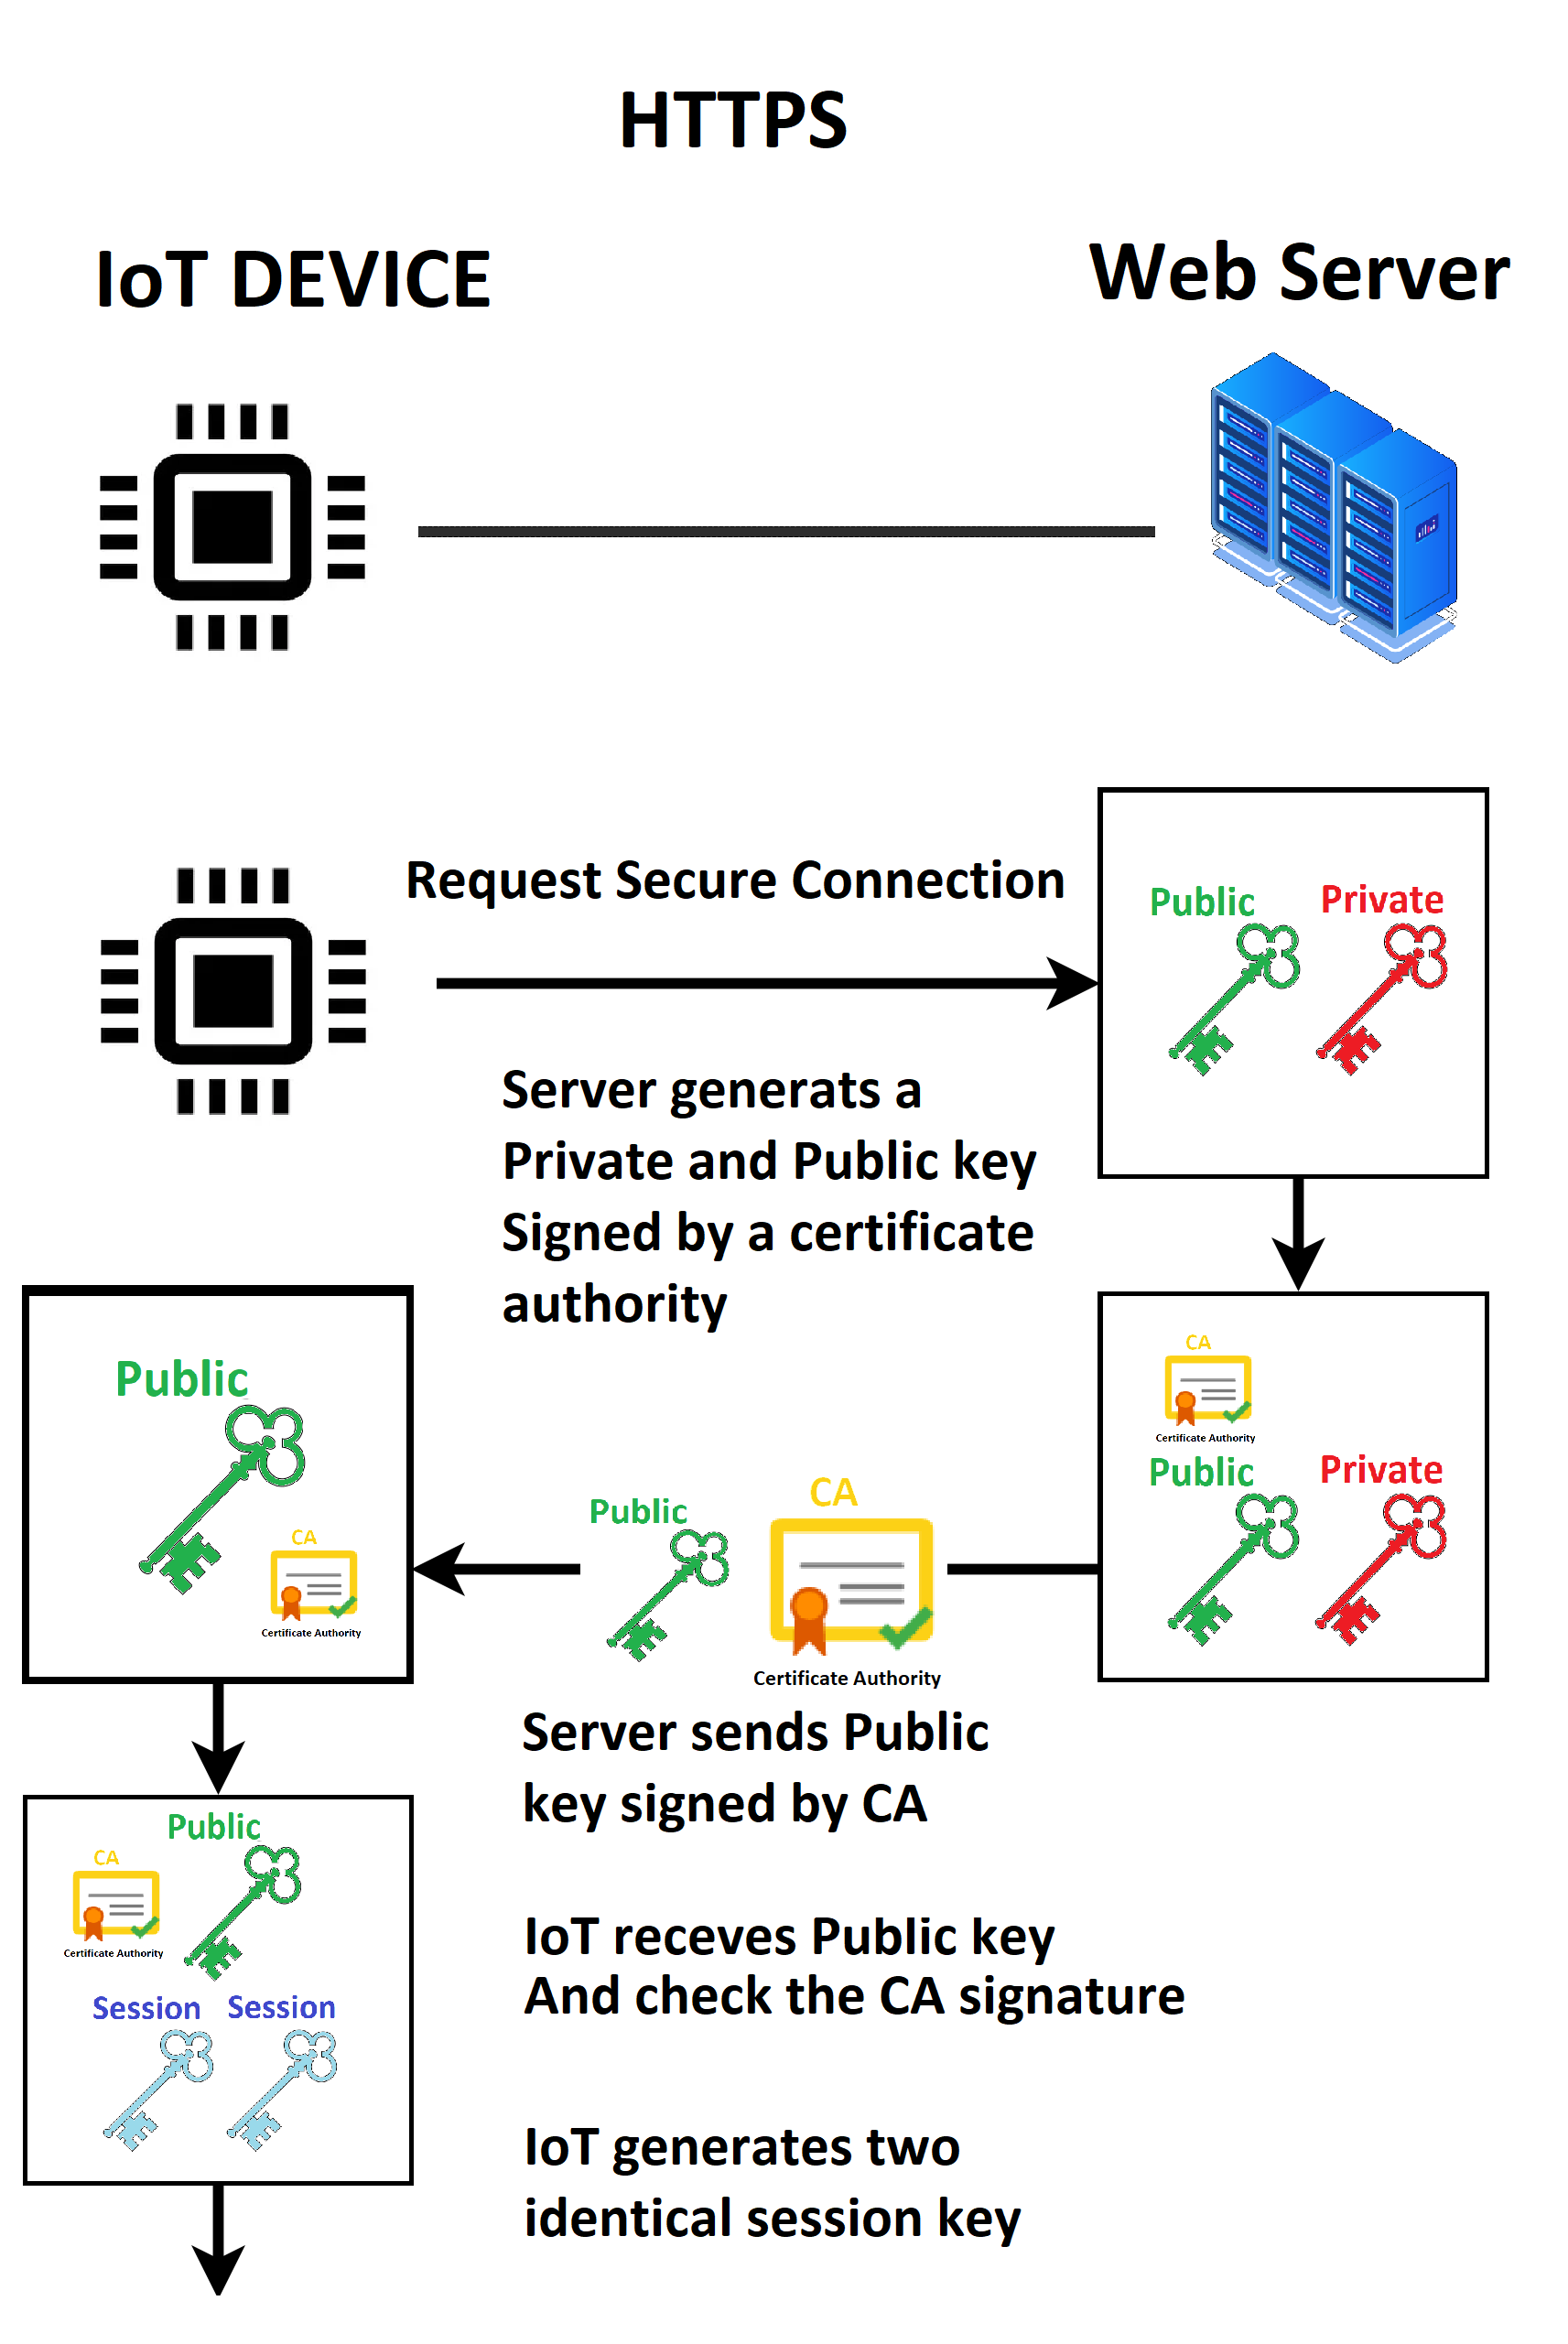 HTTPS
IoT DEVICE
Web Server
Request Secure Connection
Public
Private
Server generats a
Private and Public key
Signed by a certificate
authority
CA
Certificate Authority
Public
Private
Public
CA
Certificate Authority
Public
CA
Certificate Authority
Server sends Public
key signed by CA
Public
CA
Certificate Authority
Session
Session
IoT receves Public key
And check the CA signature
IoT generates two
identical session key